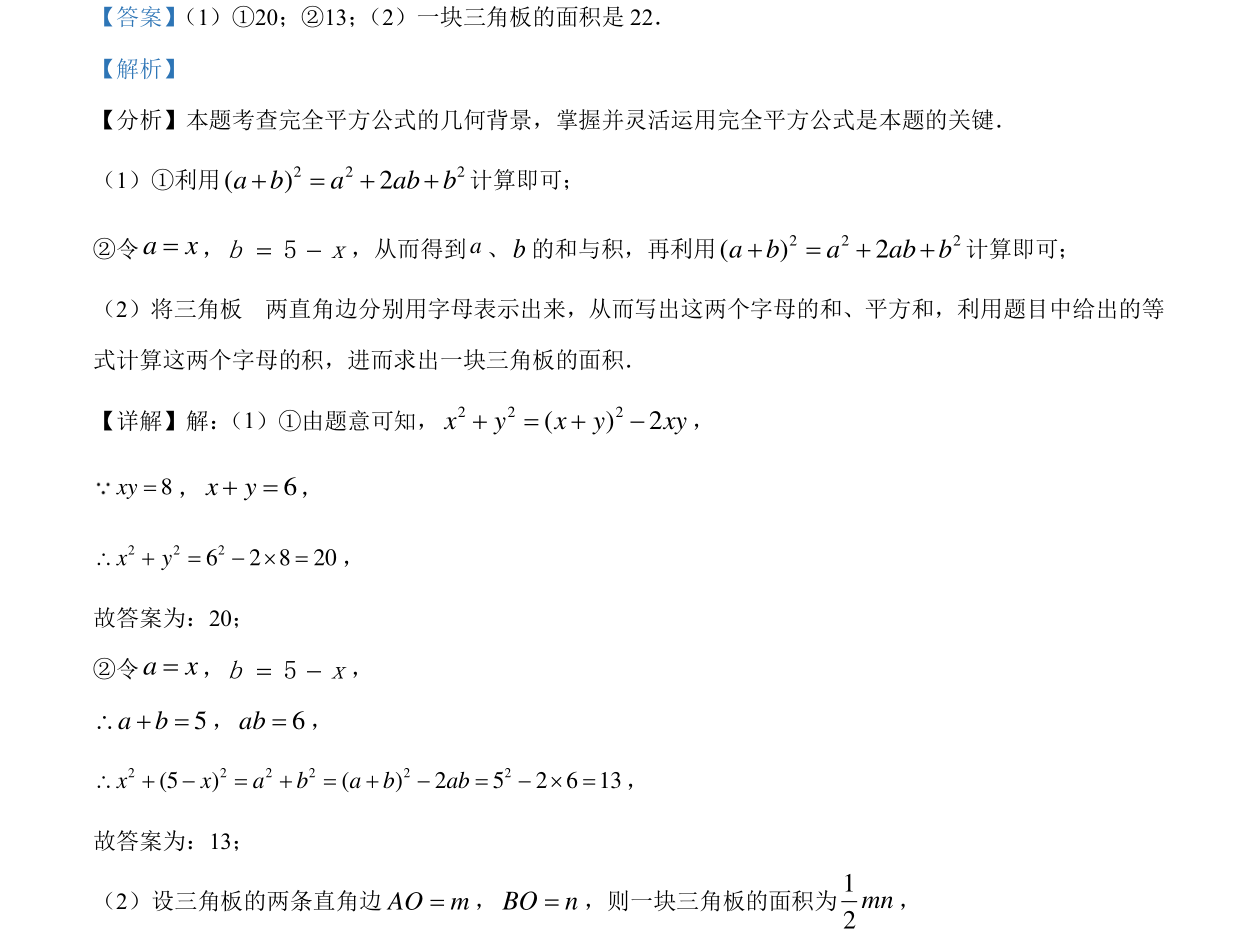 【答案】（1）①20；②13；（2）一块三角板的面积是 22．
【解析】
【分析】本题考查完全平方公式的几何背景，掌握并灵活运用完全平方公式是本题的关键．
（1）①利用 (a+b)² = a² + 2ab + b² 计算即可；
②令 a = x，b = 5 − x，从而得到 a 、b 的和与积，再利用 (a+b)² = a² + 2ab + b² 计算即可；
（2）将三角板　两直角边分别用字母表示出来，从而写出这两个字母的和、平方和，利用题目中给出的等
式计算这两个字母的积，进而求出一块三角板的面积．
【详解】解：（1）①由题意可知， x² + y² = (x + y)² − 2xy ，
∵ xy = 8 ， x + y = 6，
∴ x² + y² = 6² − 2×8 = 20 ，
故答案为：20；
②令 a = x，b = 5 − x，
∴ a + b = 5 ，ab = 6 ，
∴ x² + (5 − x)² = a² + b² = (a + b)² − 2ab = 5² − 2×6 = 13 ，
故答案为：13；
（2）设三角板的两条直角边 AO = m ， BO = n ，则一块三角板的面积为 1/2 mn ，